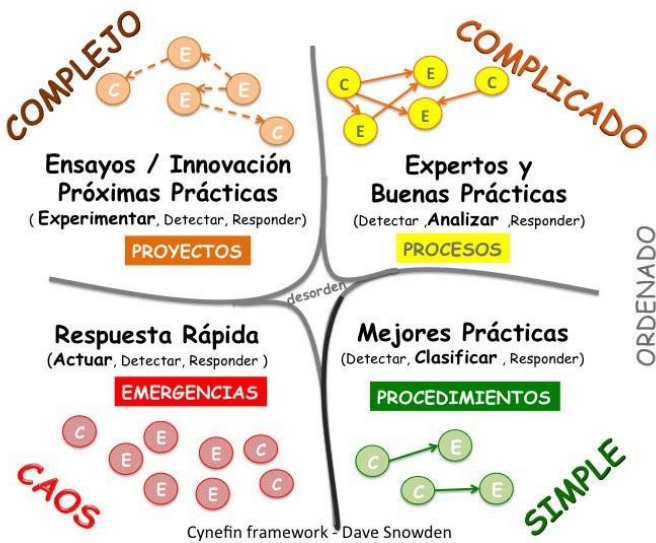 COMPLEJO
E
C
E
E
C
Ensayos / Innovación
Próximas Prácticas
( Experimentar, Detectar, Responder)
PROYECTOS
COMPLICADO
C
E
C
E
E
Expertos y
Buenas Prácticas
(Detectar ,Analizar ,Responder)
PROCESOS
desorden
ORDENADO
Respuesta Rápida
(Actuar, Detectar, Responder )
EMERGENCIAS
C
E
E
E
C
E
E
C
CAOS
Mejores Prácticas
(Detectar, Clasificar , Responder)
PROCEDIMIENTOS
C
E
C
E
SIMPLE
Cynefin framework - Dave Snowden